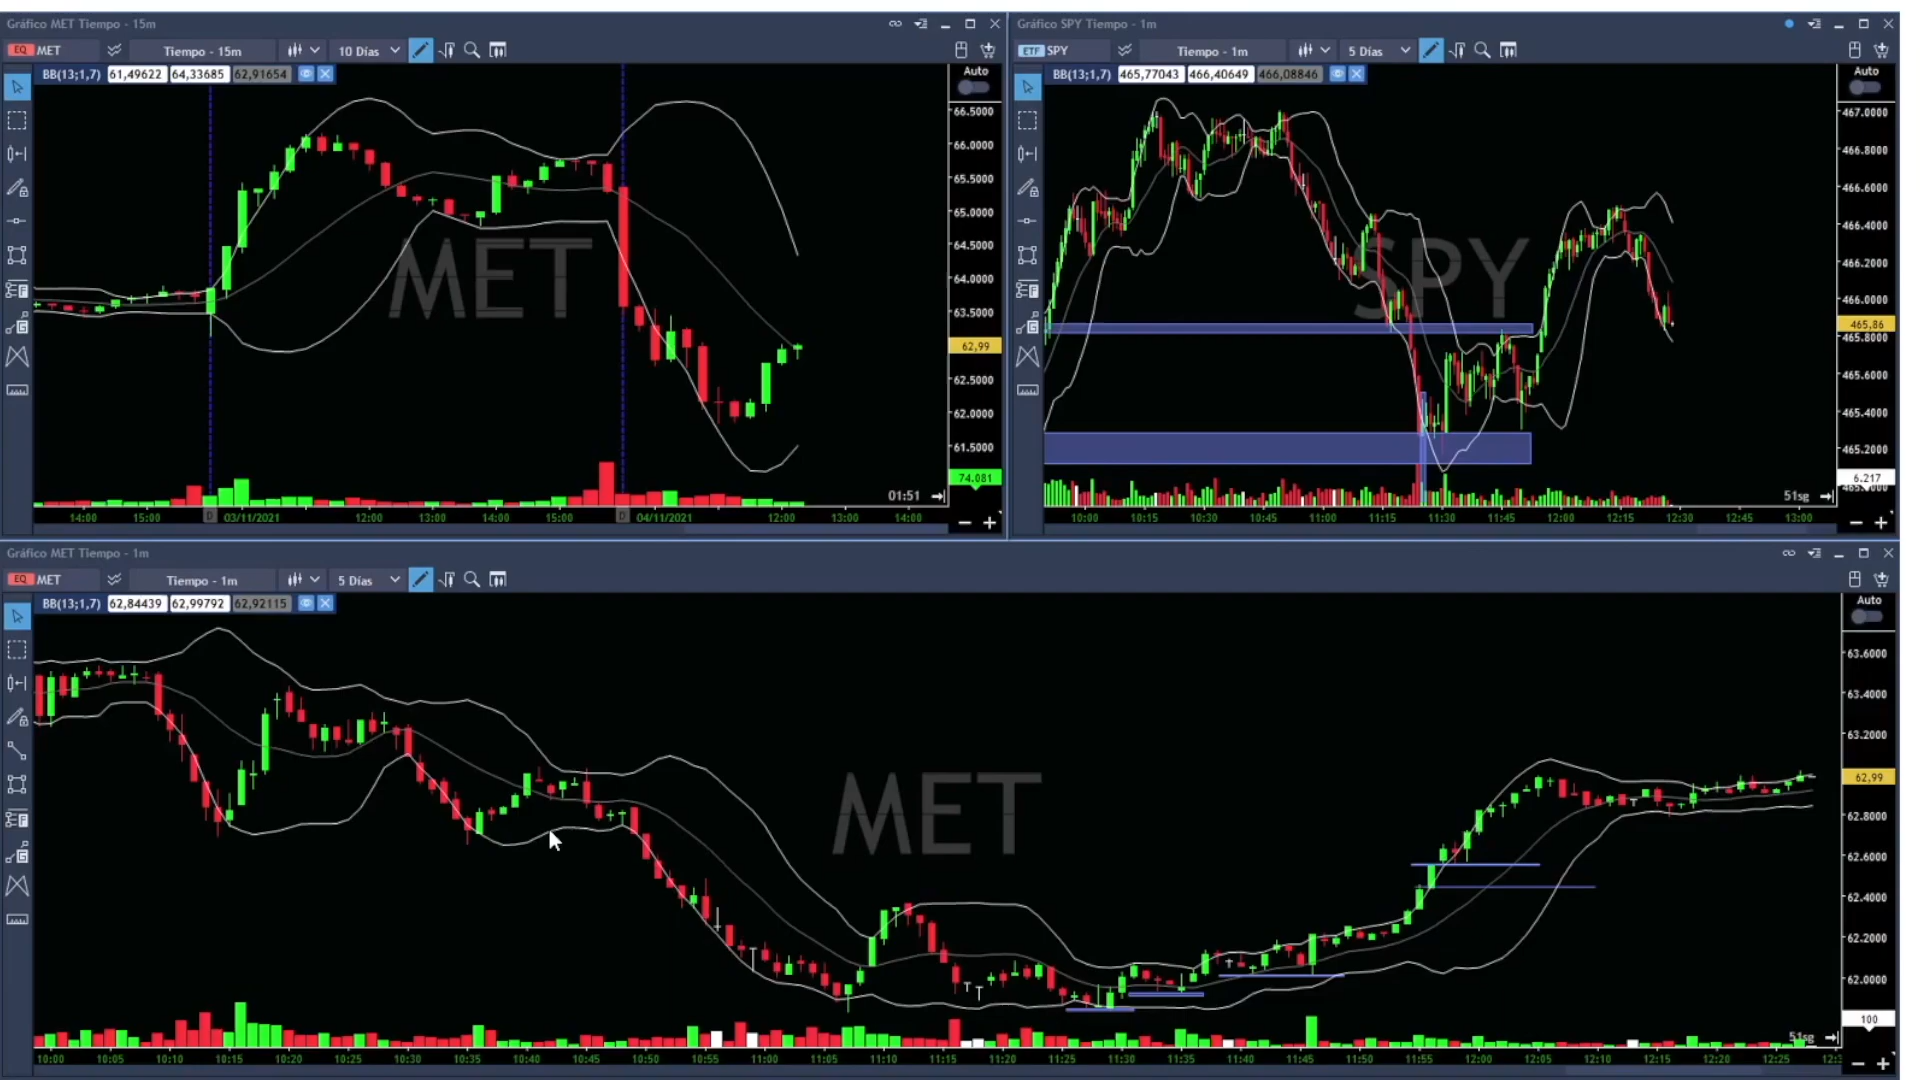 Gráfico MET Tiempo - 15m
EQ MET Tiempo - 15m 10 Días
BB(13;1,7) 61,49622 64,33685 62,91654
Auto
66.5000
66.0000
65.5000
65.0000
64.5000
64.0000
63.5000
62,99
62.5000
62.0000
61.5000
74.081
MET
01:51
14:00 15:00 D 03/11/2021 12:00 13:00 14:00 15:00 D 04/11/2021 12:00 13:00 14:00
Gráfico SPY Tiempo - 1m
ETF SPY Tiempo - 1m 5 Días
BB(13;1,7) 465,77043 466,40649 466,08846
Auto
467.0000
466.8000
466.6000
466.4000
466.2000
466.0000
465,86
465.8000
465.6000
465.4000
465.2000
6.217
SPY
51sg
10:00 10:15 10:30 10:45 11:00 11:15 11:30 11:45 12:00 12:15 12:30 12:45 13:00
Gráfico MET Tiempo - 1m
EQ MET Tiempo - 1m 5 Días
BB(13;1,7) 62,84439 62,99792 62,92115
Auto
63.6000
63.4000
63.2000
62,99
62.8000
62.6000
62.4000
62.2000
62.0000
100
MET
51sg
10:00 10:05 10:10 10:15 10:20 10:25 10:30 10:35 10:40 10:45 10:50 10:55 11:00 11:05 11:10 11:15 11:20 11:25 11:30 11:35 11:40 11:45 11:50 11:55 12:00 12:05 12:10 12:15 12:20 12:25